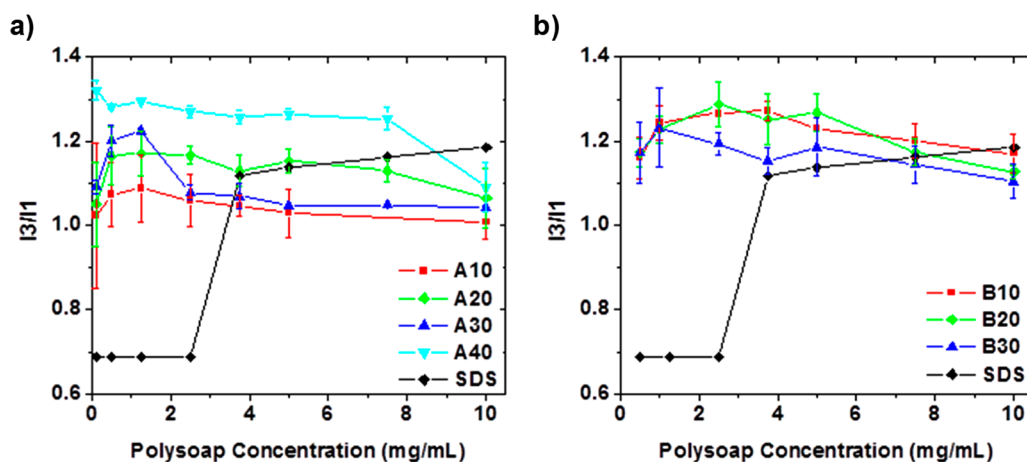 a)
1.4
1.2
1.0
0.8
0.6
I3/I1
A10
A20
A30
A40
SDS
0 2 4 6 8 10
Polysoap Concentration (mg/mL)
b)
1.4
1.2
1.0
0.8
0.6
I3/I1
B10
B20
B30
SDS
0 2 4 6 8 10
Polysoap Concentration (mg/mL)